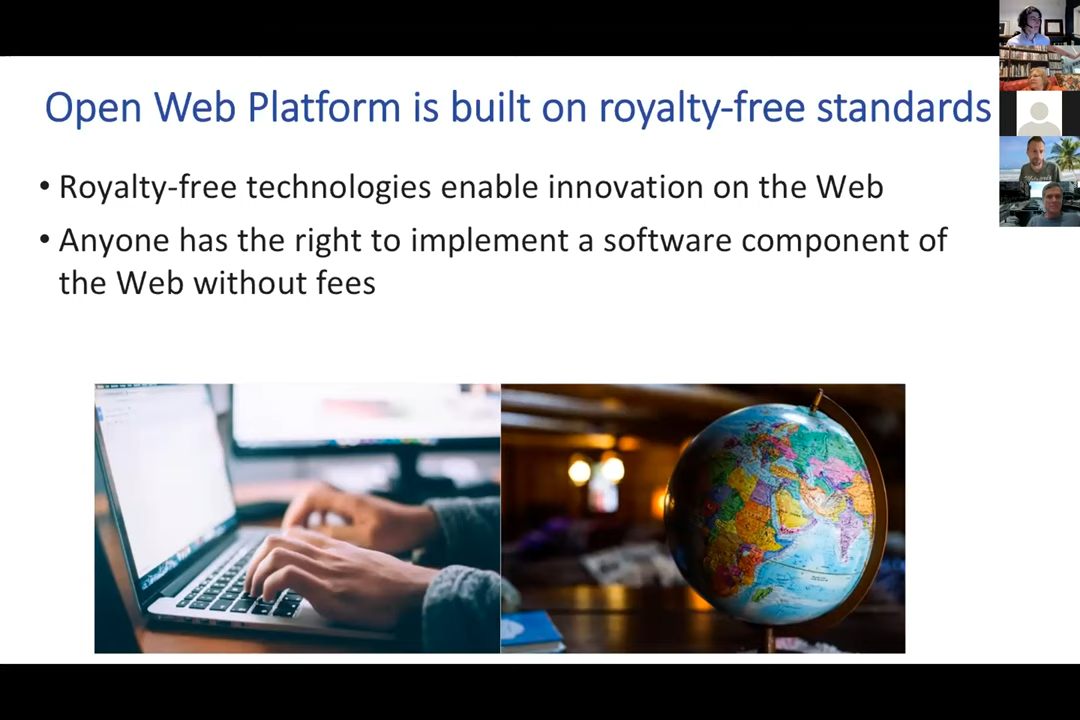 Open Web Platform is built on royalty-free standards
• Royalty-free technologies enable innovation on the Web
• Anyone has the right to implement a software component of
the Web without fees